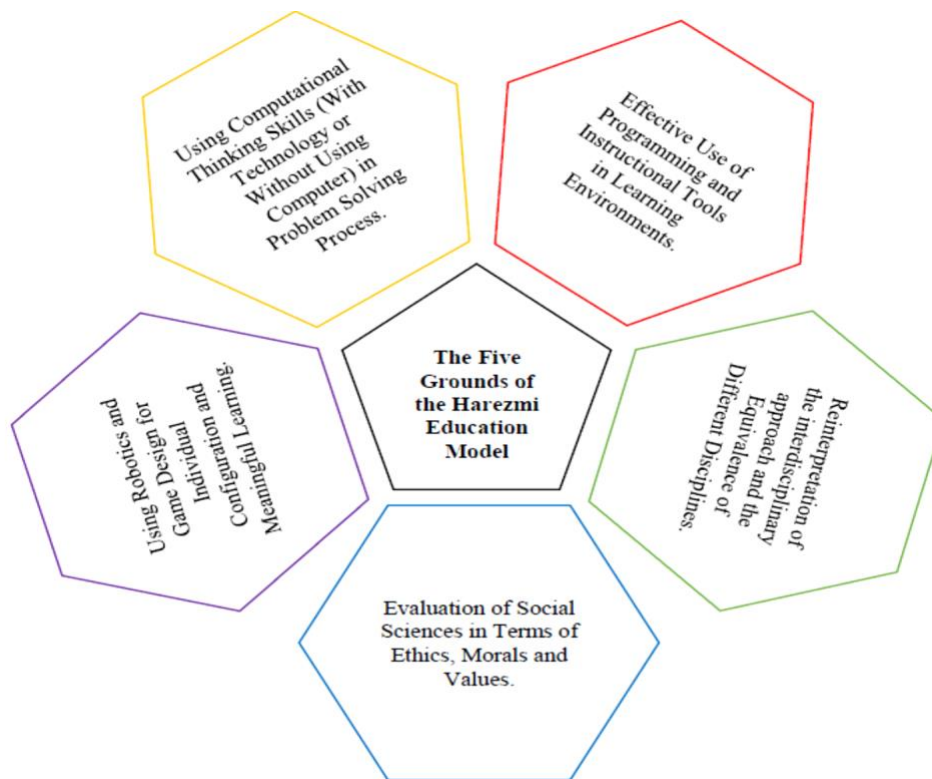 Using Computational
Thinking Skills (With
Technology or
Without Using
Computer) in
Problem Solving
Process.
Effective Use of
Programming and
Instructional Tools
in Learning
Environments.
The Five
Grounds of
the Harezmi
Education
Model
Using Robotics and
Game Design for
Individual
Configuration and
Meaningful Learning.
Reinterpretation of
the interdisciplinary
approach and the
Equivalence of
Different Disciplines.
Evaluation of Social
Sciences in Terms of
Ethics, Morals and
Values.